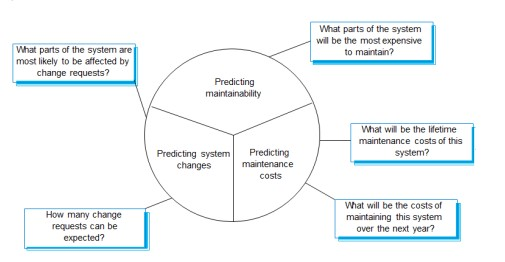 What parts of the system
will be the most expensive
to maintain?
What parts of the system are
most likely to be affected by
change requests?
Predicting
maintainability
What will be the lifetime
maintenance costs of this
system?
Predicting system
changes
Predicting
maintenance
costs
What will be the costs of
maintaining this system
over the next year?
How many change
requests can be
expected?